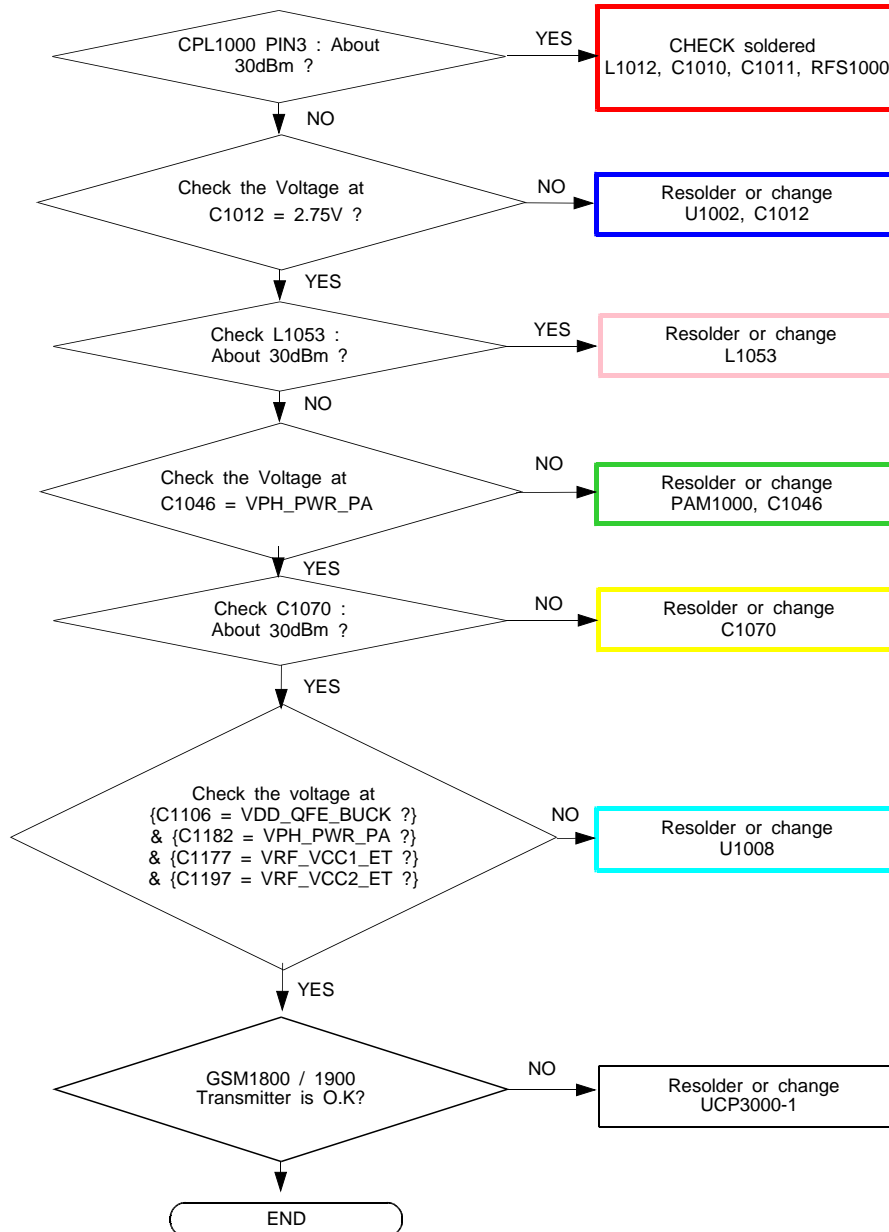 CPL1000 PIN3 : About
30dBm ?
YES
CHECK soldered
L1012, C1010, C1011, RFS1000
NO
Check the Voltage at
C1012 = 2.75V ?
NO
Resolder or change
U1002, C1012
YES
Check L1053 :
About 30dBm ?
YES
Resolder or change
L1053
NO
Check the Voltage at
C1046 = VPH_PWR_PA
NO
Resolder or change
PAM1000, C1046
YES
Check C1070 :
About 30dBm ?
NO
Resolder or change
C1070
YES
Check the voltage at
{C1106 = VDD_QFE_BUCK ?}
& {C1182 = VPH_PWR_PA ?}
& {C1177 = VRF_VCC1_ET ?}
& {C1197 = VRF_VCC2_ET ?}
NO
Resolder or change
U1008
YES
GSM1800 / 1900
Transmitter is O.K?
NO
Resolder or change
UCP3000-1
END